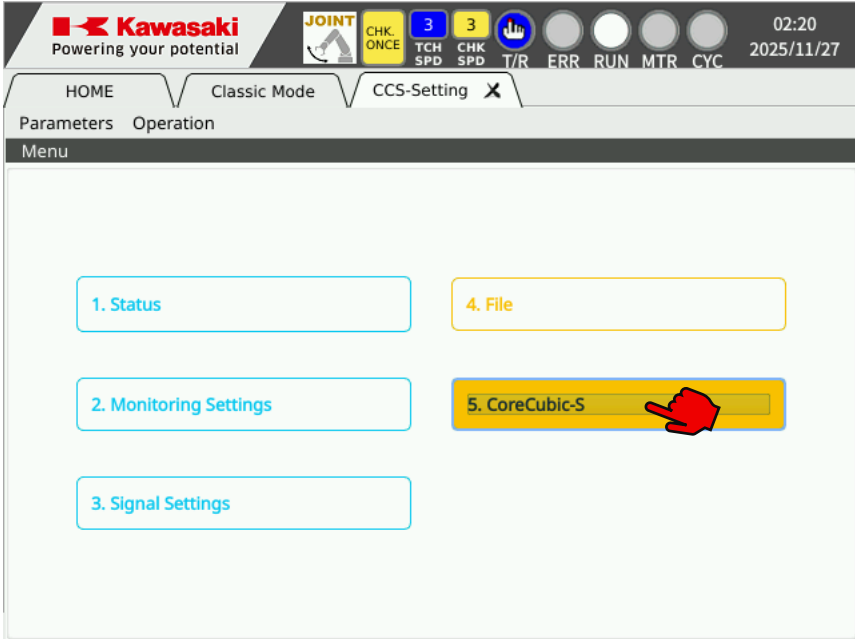 Kawasaki
Powering your potential
JOINT
CHK. ONCE
3
TCH SPD
3
CHK SPD
T/R
ERR
RUN
MTR
CYC
02:20
2025/11/27
HOME
Classic Mode
CCS-Setting X
Parameters Operation
Menu
1. Status
4. File
2. Monitoring Settings
5. CoreCubic-S
3. Signal Settings